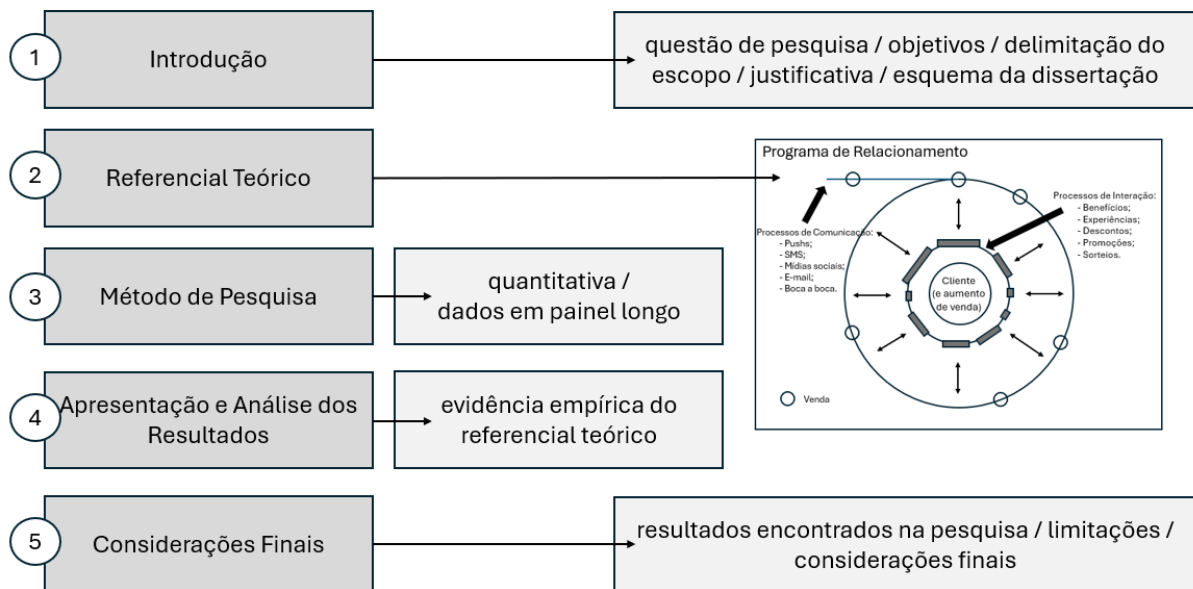 1
Introdução
questão de pesquisa / objetivos / delimitação do
escopo / justificativa / esquema da dissertação
2
Referencial Teórico
Programa de Relacionamento
Processos de Comunicação:
- Pushs;
- SMS;
- Mídias sociais;
- E-mail;
- Boca a boca.
Processos de Interação:
- Benefícios;
- Experiências;
- Descontos;
- Promoções;
- Sorteios.
Cliente
(e aumento
de venda)
Venda
3
Método de Pesquisa
quantitativa /
dados em painel longo
4
Apresentação e Análise dos
Resultados
evidência empírica do
referencial teórico
5
Considerações Finais
resultados encontrados na pesquisa / limitações /
considerações finais